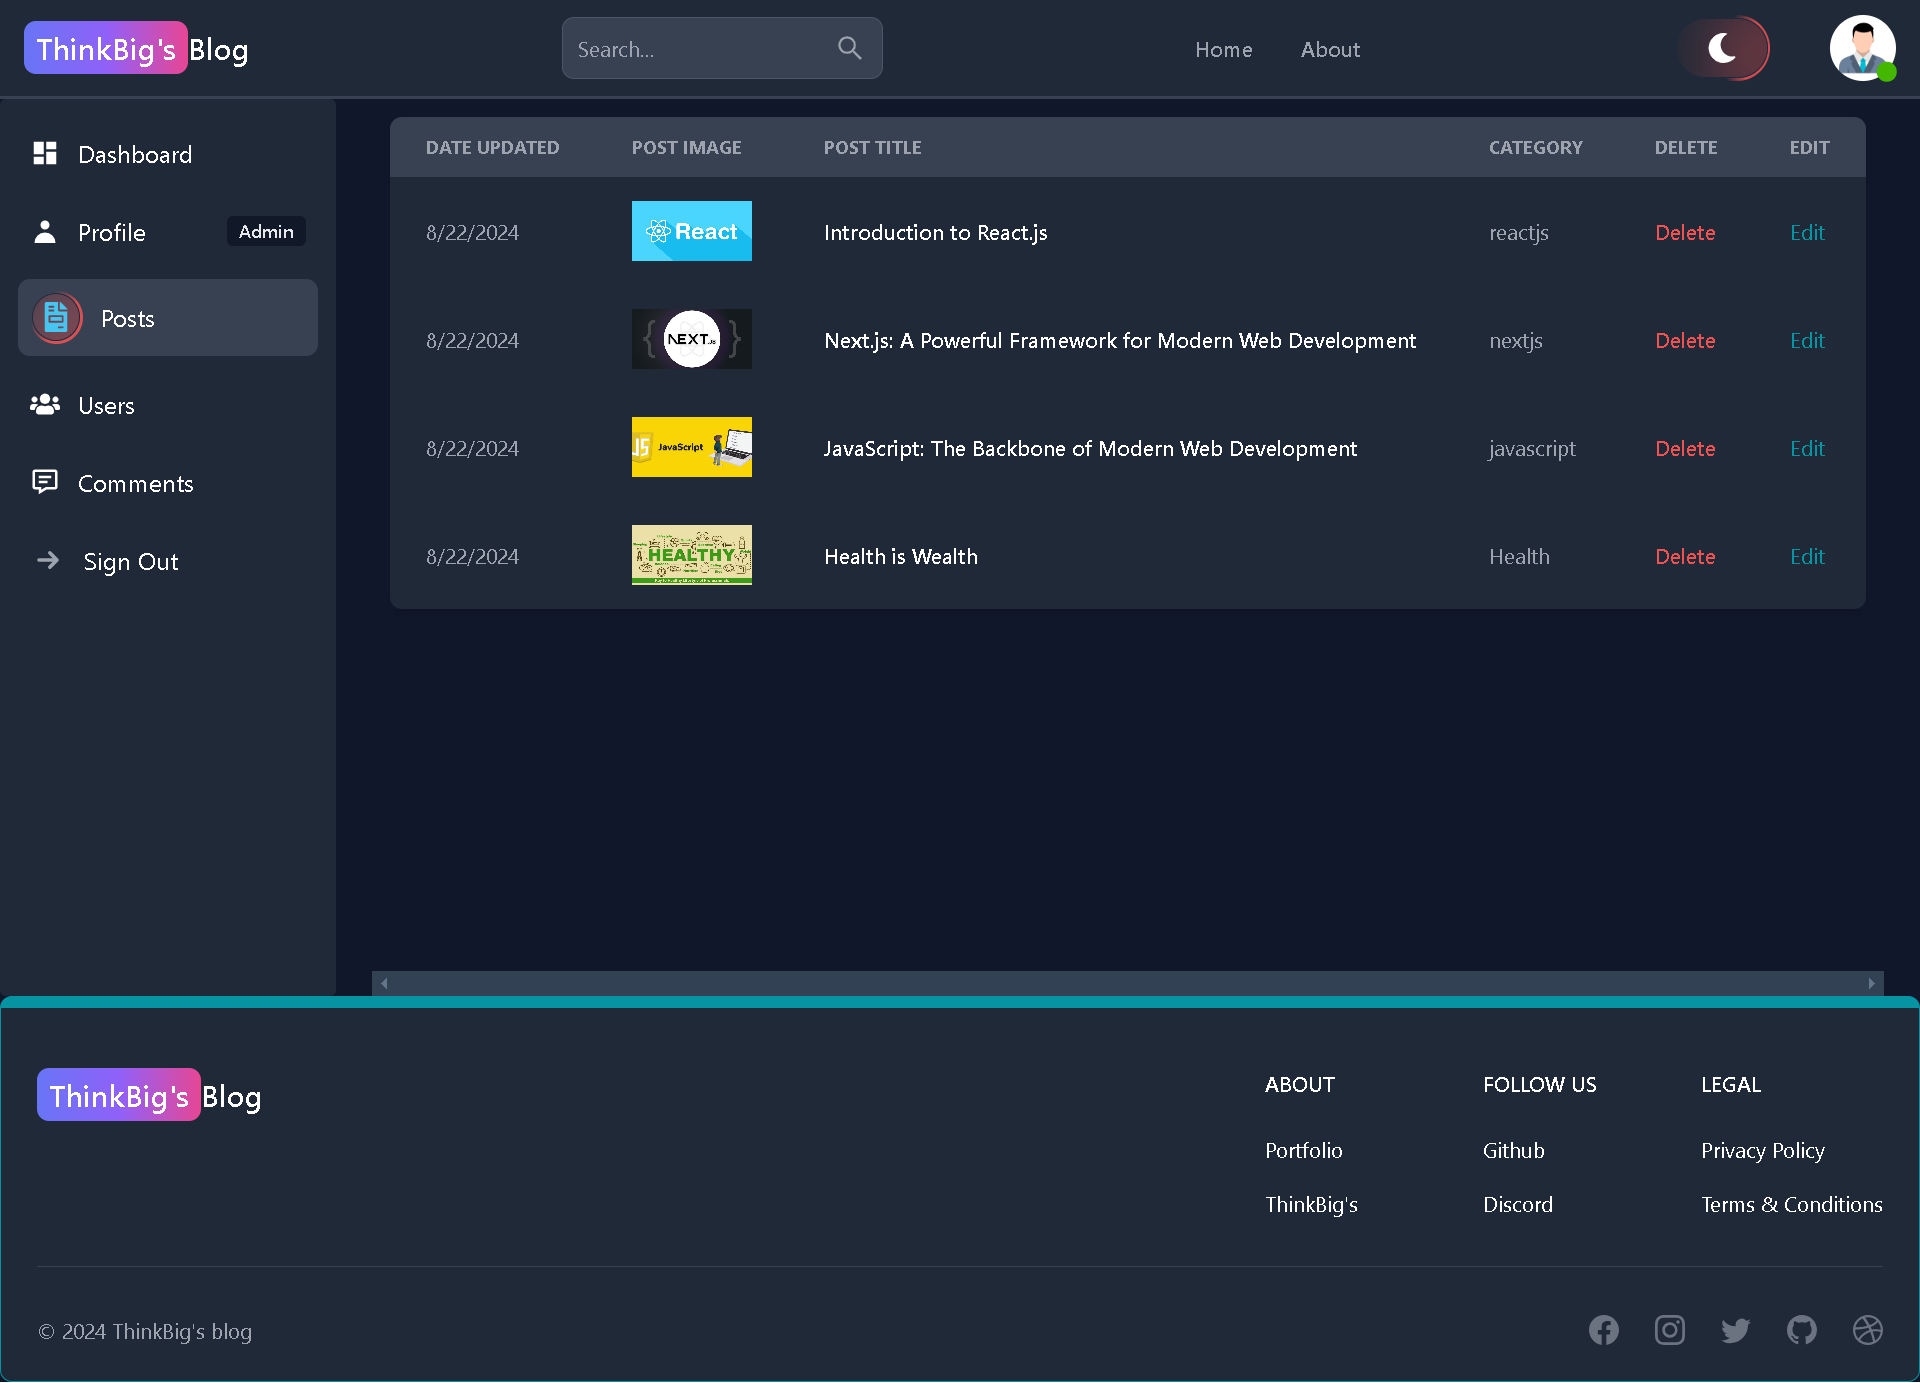 ThinkBig's Blog
Search...
Home
About
Dashboard
Profile
Admin
Posts
Users
Comments
Sign Out
DATE UPDATED POST IMAGE POST TITLE CATEGORY DELETE EDIT
8/22/2024 React Introduction to React.js reactjs Delete Edit
8/22/2024 {NEXT.JS} Next.js: A Powerful Framework for Modern Web Development nextjs Delete Edit
8/22/2024 JS JavaScript JavaScript: The Backbone of Modern Web Development javascript Delete Edit
8/22/2024 HEALTHY Health is Wealth Health Delete Edit
ThinkBig's Blog
ABOUT FOLLOW US LEGAL
Portfolio Github Privacy Policy
ThinkBig's Discord Terms & Conditions
© 2024 ThinkBig's blog